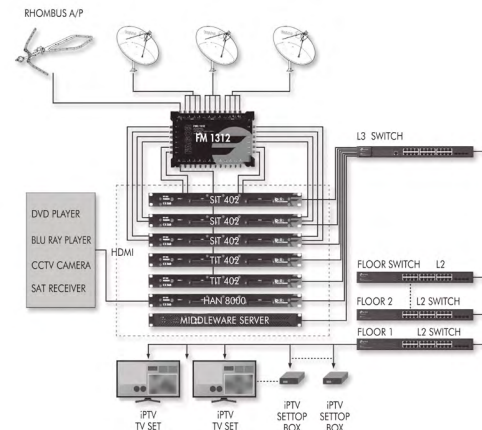 RHOMBUS A/P
FM 1312
L3 SWITCH
SIT 402
SIT 402
SIT 402
TIT 402
TIT 402
HAN 8000
MIDDLEWARE SERVER
HDMI
DVD PLAYER
BLU RAY PLAYER
CCTV CAMERA
SAT RECEIVER
FLOOR SWITCH L2
FLOOR 2 L2 SWITCH
FLOOR 1 L2 SWITCH
iPTV
TV SET
iPTV
TV SET
iPTV
SETTOP
BOX
iPTV
SETTOP
BOX